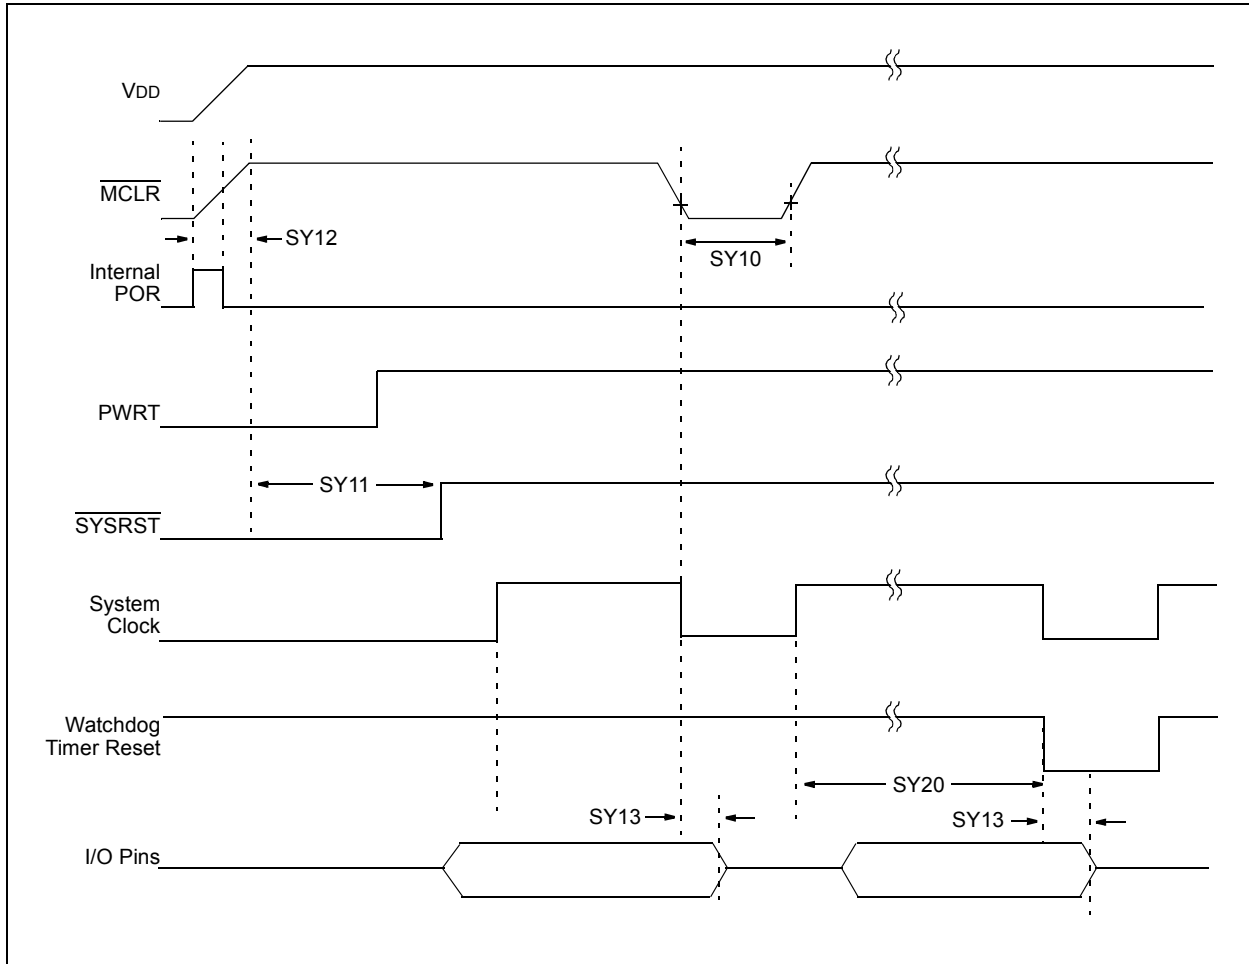 VDD
MCLR
SY12
SY10
Internal
POR
PWRT
SY11
SYSRST
System
Clock
Watchdog
Timer Reset
SY20
SY13
SY13
I/O Pins